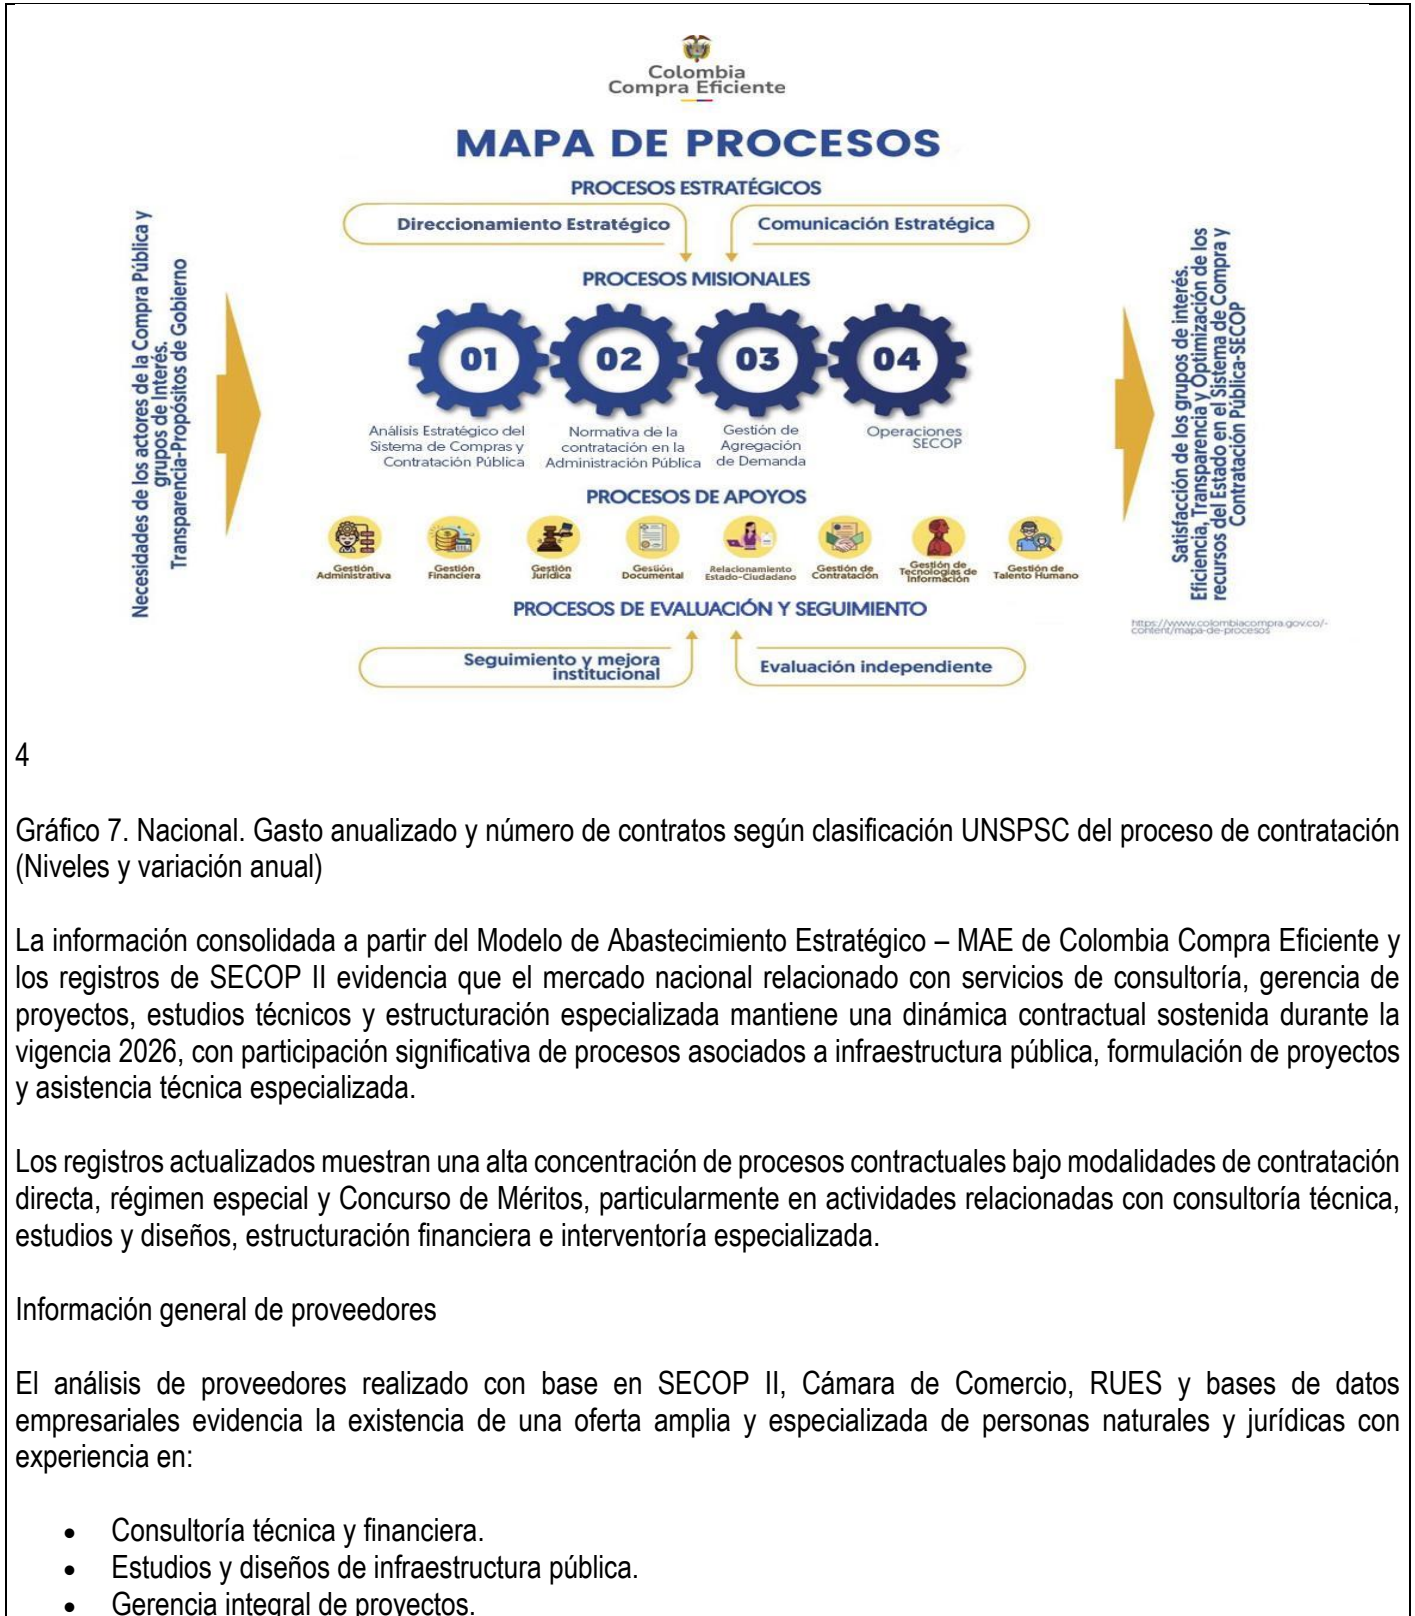 Colombia
Compra Eficiente
MAPA DE PROCESOS
PROCESOS ESTRATÉGICOS
Direccionamiento Estratégico
Comunicación Estratégica
Necesidades de los actores de la Compra Pública y
grupos de Interés.
Transparencia-Propósitos de Gobierno
PROCESOS MISIONALES
01
02
03
04
Análisis Estratégico del
Sistema de Compras y
Contratación Pública
Normativa de la
contratación en la
Administración Pública
Gestión de
Agregación
de Demanda
Operaciones
SECOP
PROCESOS DE APOYOS
Gestión
Administrativa
Gestión
Financiera
Gestión
Jurídica
Gestión
Documental
Relacionamiento
Estado-Ciudadano
Gestión de
Contratación
Gestión de
Tecnologías de
Información
Gestión de
Talento Humano
PROCESOS DE EVALUACIÓN Y SEGUIMIENTO
Seguimiento y mejora
institucional
Evaluación independiente
Satisfacción de los grupos de interés.
Eficiencia, Transparencia y Optimización de los
recursos del Estado en el Sistema de Compra y
Contratación Pública-SECOP
https://www.colombiacompra.gov.co/-
content/mapa-de-procesos
4
Gráfico 7. Nacional. Gasto anualizado y número de contratos según clasificación UNSPSC del proceso de contratación
(Niveles y variación anual)
La información consolidada a partir del Modelo de Abastecimiento Estratégico – MAE de Colombia Compra Eficiente y
los registros de SECOP II evidencia que el mercado nacional relacionado con servicios de consultoría, gerencia de
proyectos, estudios técnicos y estructuración especializada mantiene una dinámica contractual sostenida durante la
vigencia 2026, con participación significativa de procesos asociados a infraestructura pública, formulación de proyectos
y asistencia técnica especializada.
Los registros actualizados muestran una alta concentración de procesos contractuales bajo modalidades de contratación
directa, régimen especial y Concurso de Méritos, particularmente en actividades relacionadas con consultoría técnica,
estudios y diseños, estructuración financiera e interventoría especializada.
Información general de proveedores
El análisis de proveedores realizado con base en SECOP II, Cámara de Comercio, RUES y bases de datos
empresariales evidencia la existencia de una oferta amplia y especializada de personas naturales y jurídicas con
experiencia en:
• Consultoría técnica y financiera.
• Estudios y diseños de infraestructura pública.
• Gerencia integral de proyectos.